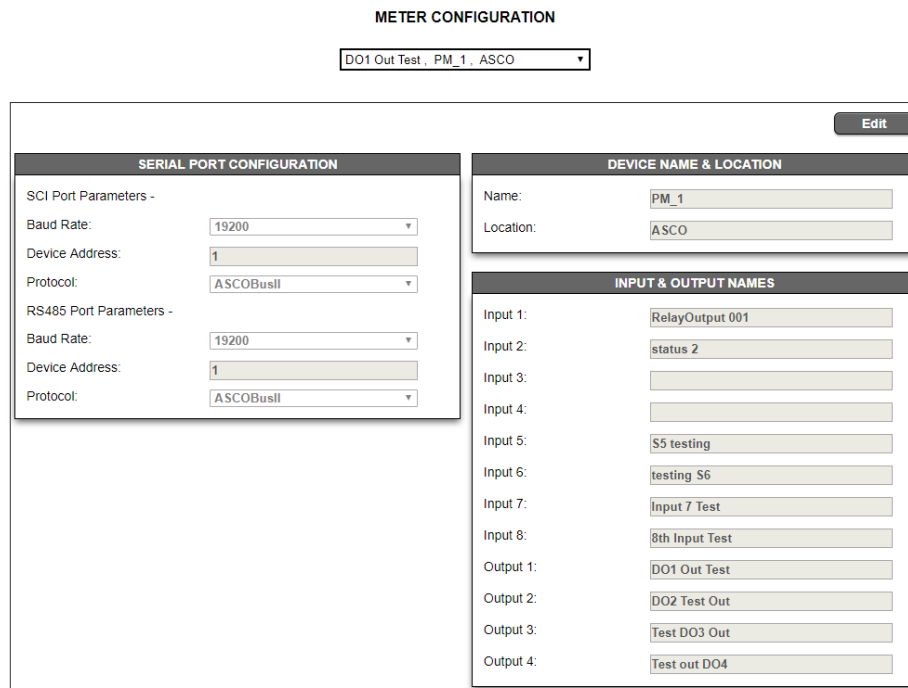 METER CONFIGURATION
DO1 Out Test , PM_1 , ASCO
Edit
SERIAL PORT CONFIGURATION
SCI Port Parameters -
Baud Rate: 19200
Device Address: 1
Protocol: ASCOBusII
RS485 Port Parameters -
Baud Rate: 19200
Device Address: 1
Protocol: ASCOBusII
DEVICE NAME & LOCATION
Name: PM_1
Location: ASCO
INPUT & OUTPUT NAMES
Input 1: RelayOutput 001
Input 2: status 2
Input 3:
Input 4:
Input 5: S5 testing
Input 6: testing S6
Input 7: Input 7 Test
Input 8: 8th Input Test
Output 1: DO1 Out Test
Output 2: DO2 Test Out
Output 3: Test DO3 Out
Output 4: Test out DO4